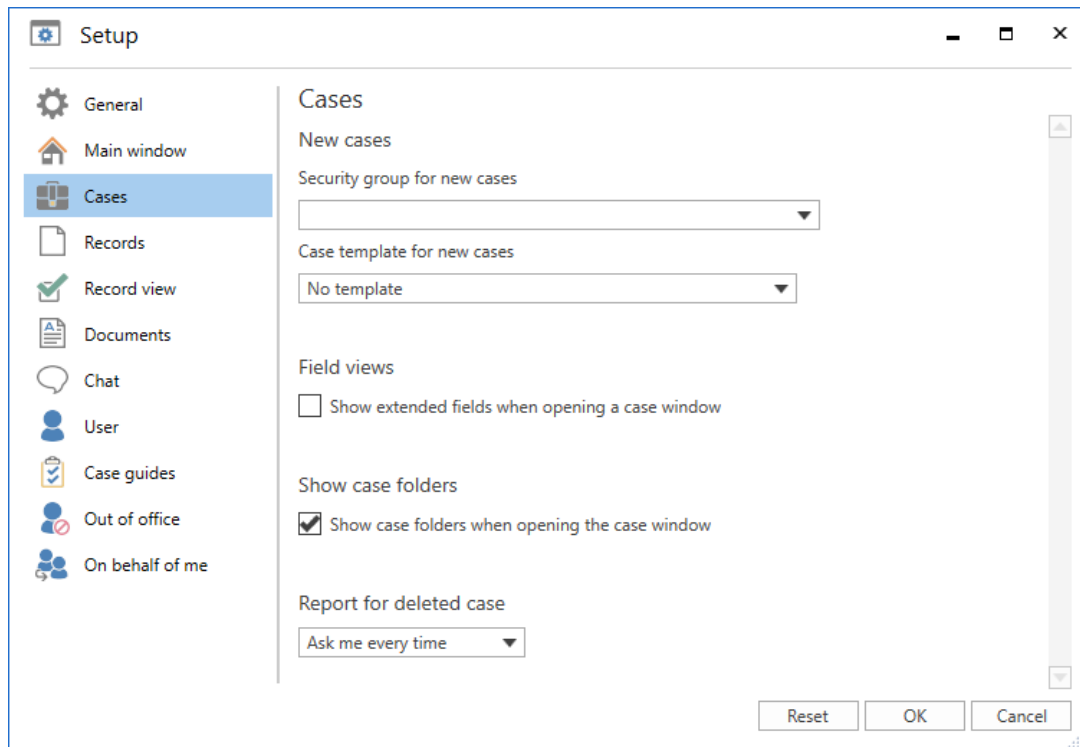 Setup
General
Main window
Cases
Records
Record view
Documents
Chat
User
Case guides
Out of office
On behalf of me
Cases
New cases
Security group for new cases
Case template for new cases
No template
Field views
Show extended fields when opening a case window
Show case folders
Show case folders when opening the case window
Report for deleted case
Ask me every time
Reset
OK
Cancel